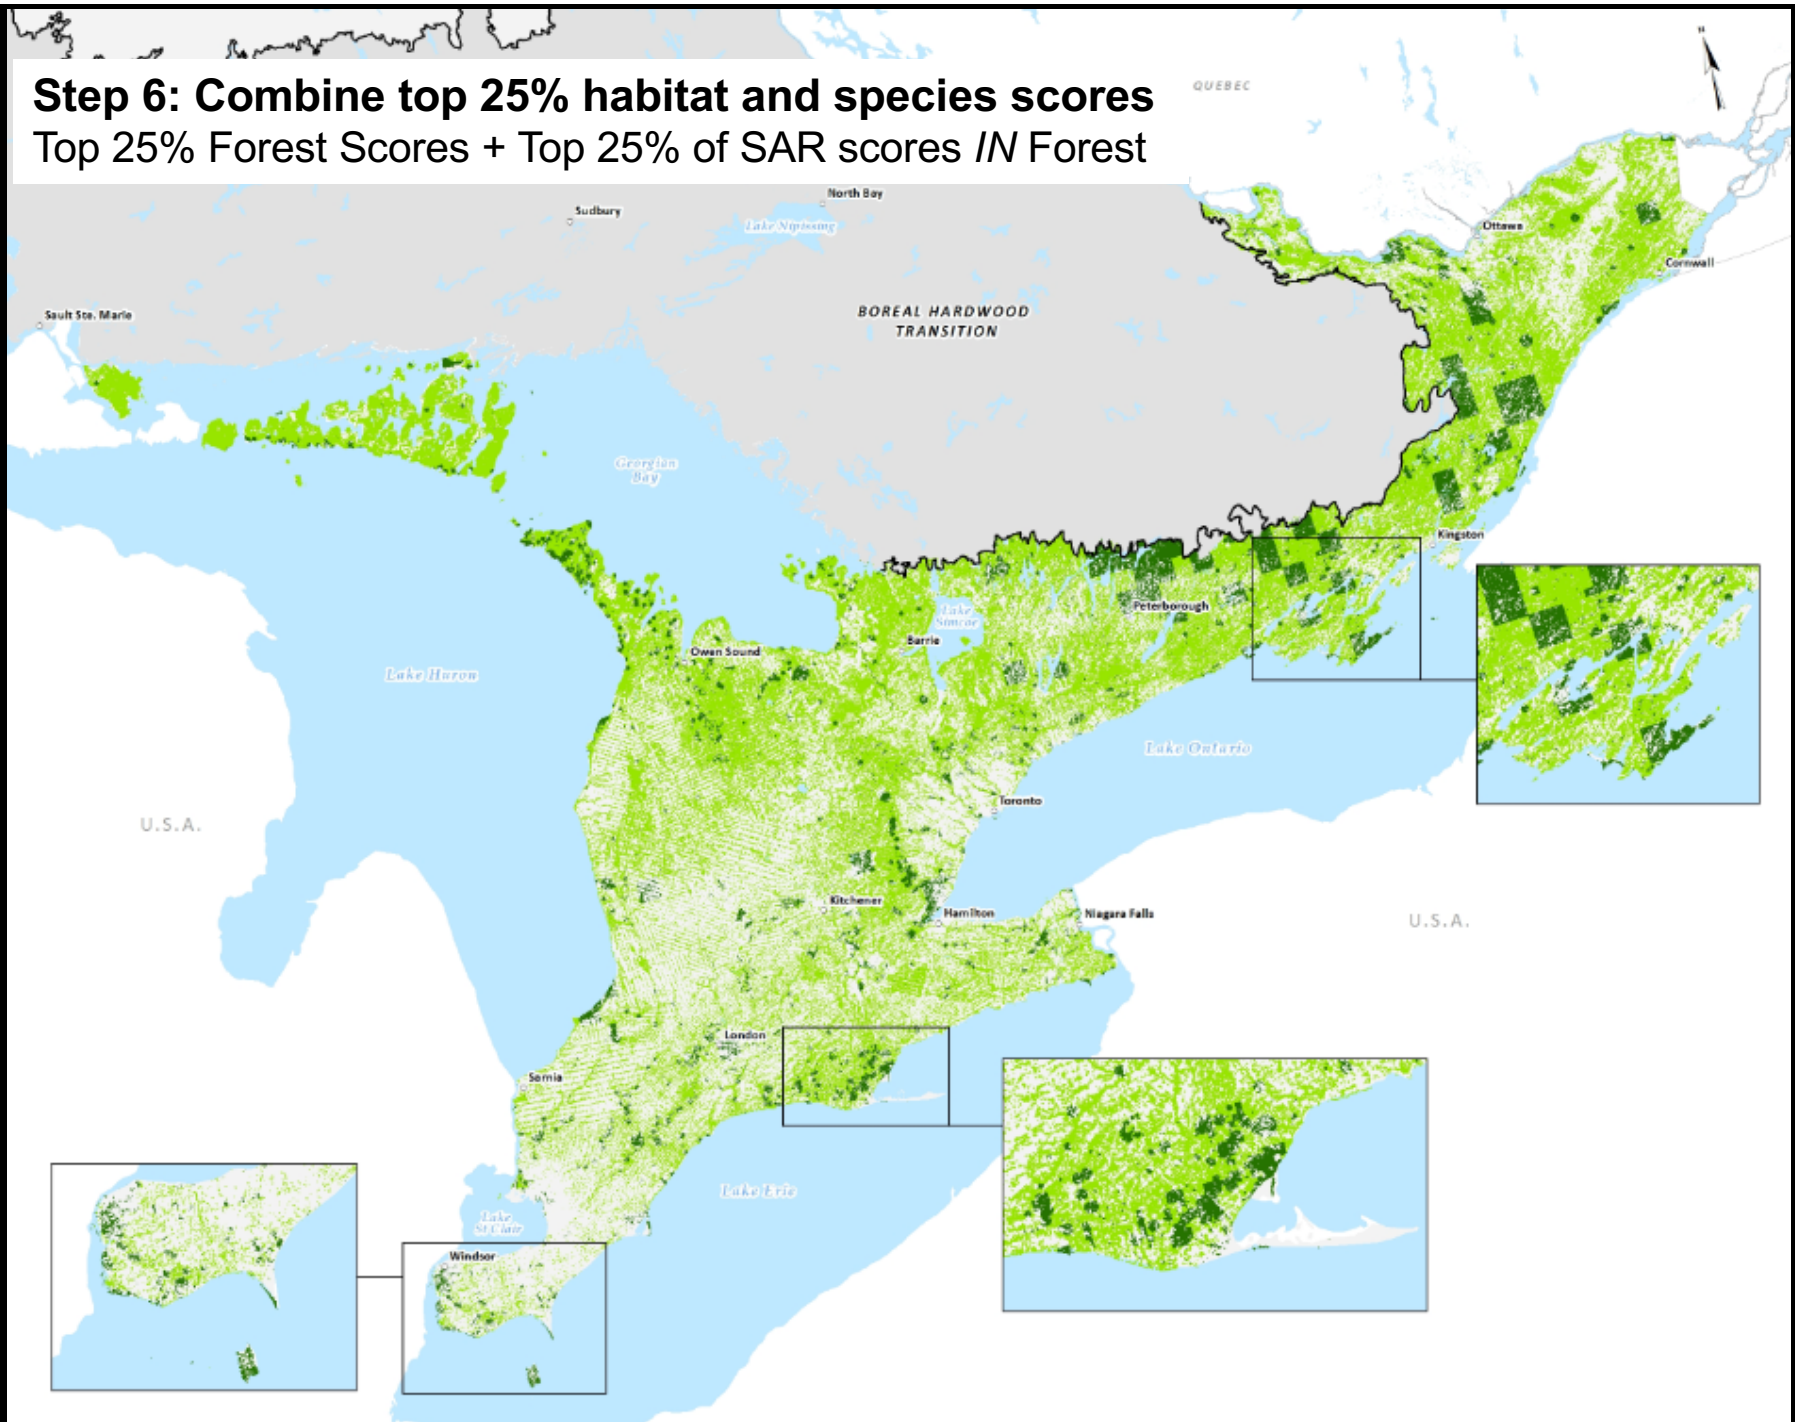 Step 6: Combine top 25% habitat and species scores
Top 25% Forest Scores + Top 25% of SAR scores IN Forest
QUEBEC
N
North Bay
Sudbury
Lake Nipissing
Ottawa
Cornwall
Sault Ste. Marie
BOREAL HARDWOOD
TRANSITION
Georgian
Bay
Kingston
Peterborough
Lake
Simcoe
Barrie
Owen Sound
Lake Huron
Lake Ontario
Toronto
U.S.A.
Kitchener
Hamilton
Niagara Falls
U.S.A.
London
Sarnia
Lake Erie
Lake
St Clair
Windsor